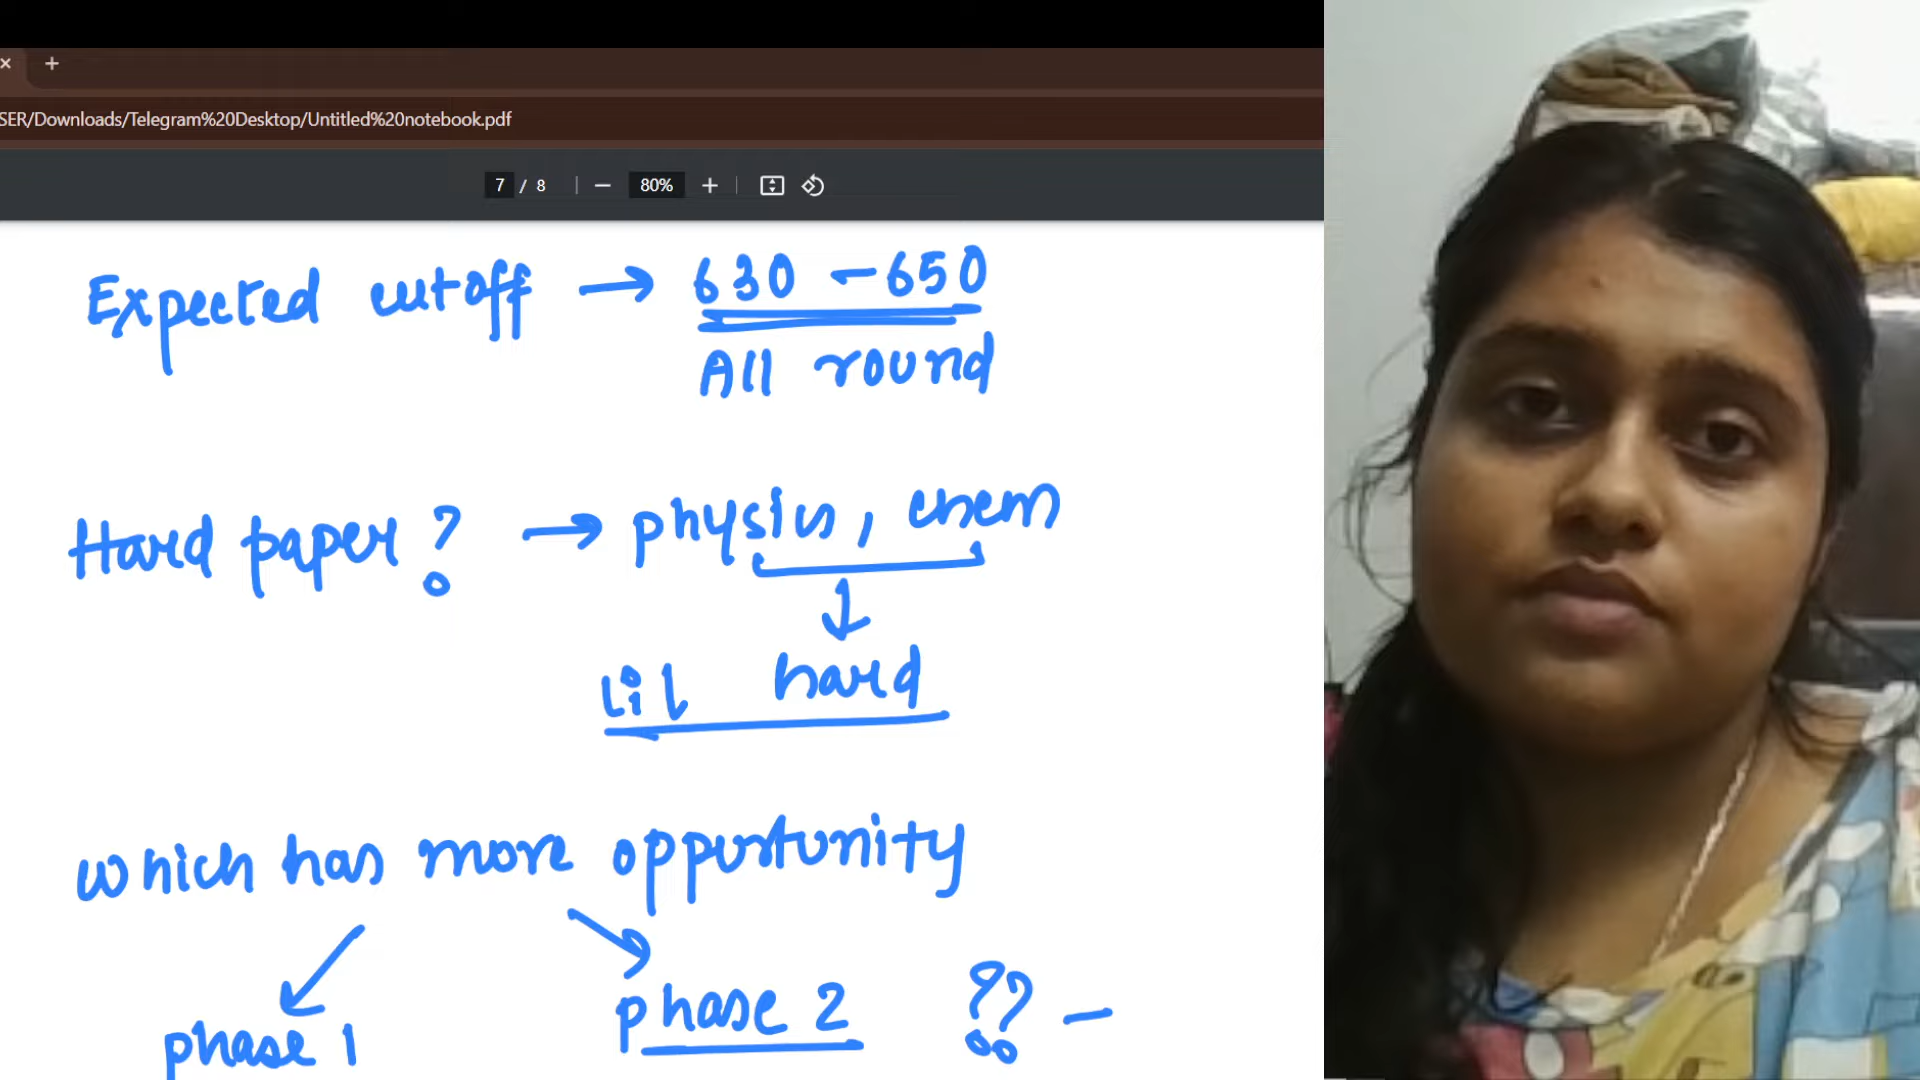 SER/Downloads/Telegram%20Desktop/Untitled%20notebook.pdf
7 / 8 80%
Expected cutoff → 630 - 650
All round
Hard paper? → physics, chem
Lil hard
which has more opportunity
phase 1 phase 2 ?? -